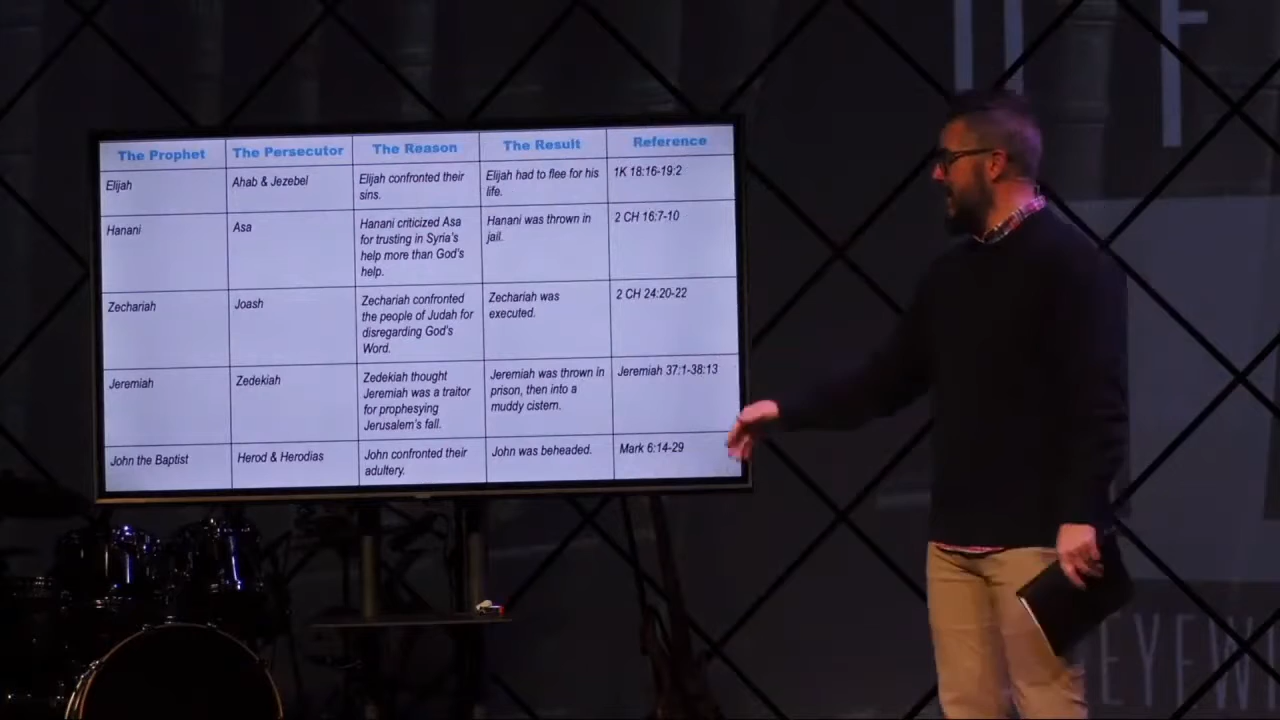 The Prophet The Persecutor The Reason The Result Reference
Elijah Ahab & Jezebel Elijah confronted their Elijah had to flee for his 1K 18:16-19:2
sins. life.
Hanani Asa Hanani criticized Asa Hanani was thrown in 2 CH 16:7-10
for trusting in Syria's jail.
help more than God's
help.
Zechariah Joash Zechariah confronted Zechariah was 2 CH 24:20-22
the people of Judah for executed.
disregarding God's
Word.
Jeremiah Zedekiah Zedekiah thought Jeremiah was thrown in Jeremiah 37:1-38:13
Jeremiah was a traitor prison, then into a
for prophesying muddy cistern.
Jerusalem's fall.
John the Baptist Herod & Herodias John confronted their John was beheaded. Mark 6:14-29
adultery.